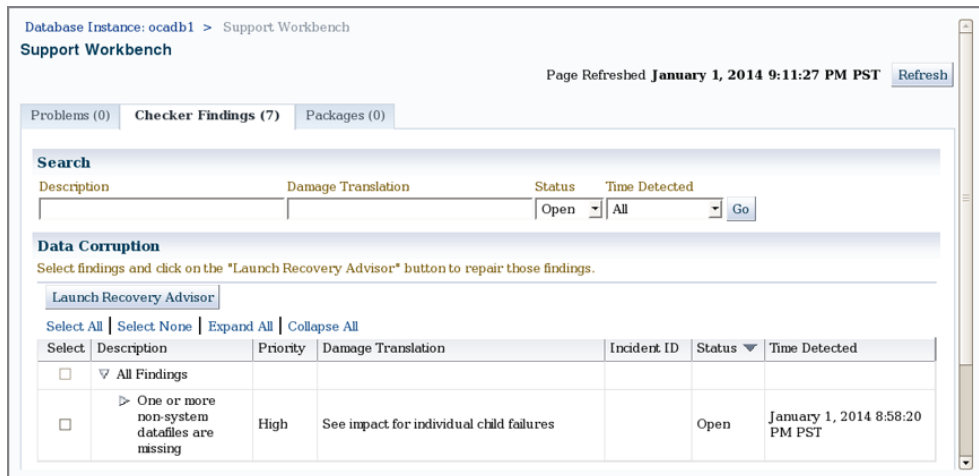 Database Instance: ocadb1 > Support Workbench
Support Workbench
Page Refreshed January 1, 2014 9:11:27 PM PST Refresh
Problems (0) Checker Findings (7) Packages (0)
Search
Description Damage Translation Status Time Detected
Open All Go
Data Corruption
Select findings and click on the "Launch Recovery Advisor" button to repair those findings.
Launch Recovery Advisor
Select All | Select None | Expand All | Collapse All
Select Description Priority Damage Translation Incident ID Status Time Detected
All Findings
One or more
non-system
datafiles are
missing
High
See impact for individual child failures
Open
January 1, 2014 8:58:20
PM PST